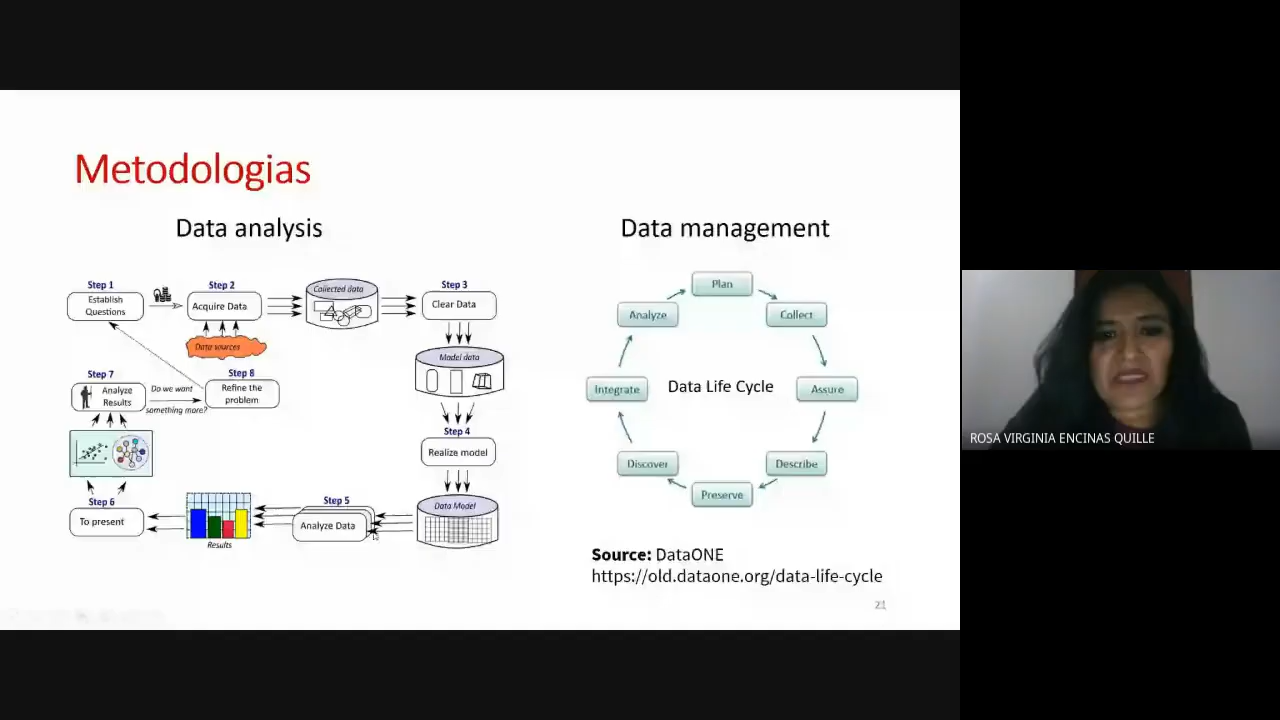 Metodologias
Data analysis
Data management
Step 1
Establish
Questions
Step 2
Acquire Data
Data sources
Collected data
Step 3
Clear Data
Model data
Step 4
Realize model
Data Model
Step 5
Analyze Data
Results
Step 6
To present
Step 7
Analyze
Results
Do we want
something more?
Step 8
Refine the
problem
Plan
Collect
Assure
Describe
Preserve
Discover
Integrate
Analyze
Data Life Cycle
Source: DataONE
https://old.dataone.org/data-life-cycle
21
ROSA VIRGINIA ENCINAS QUILLE